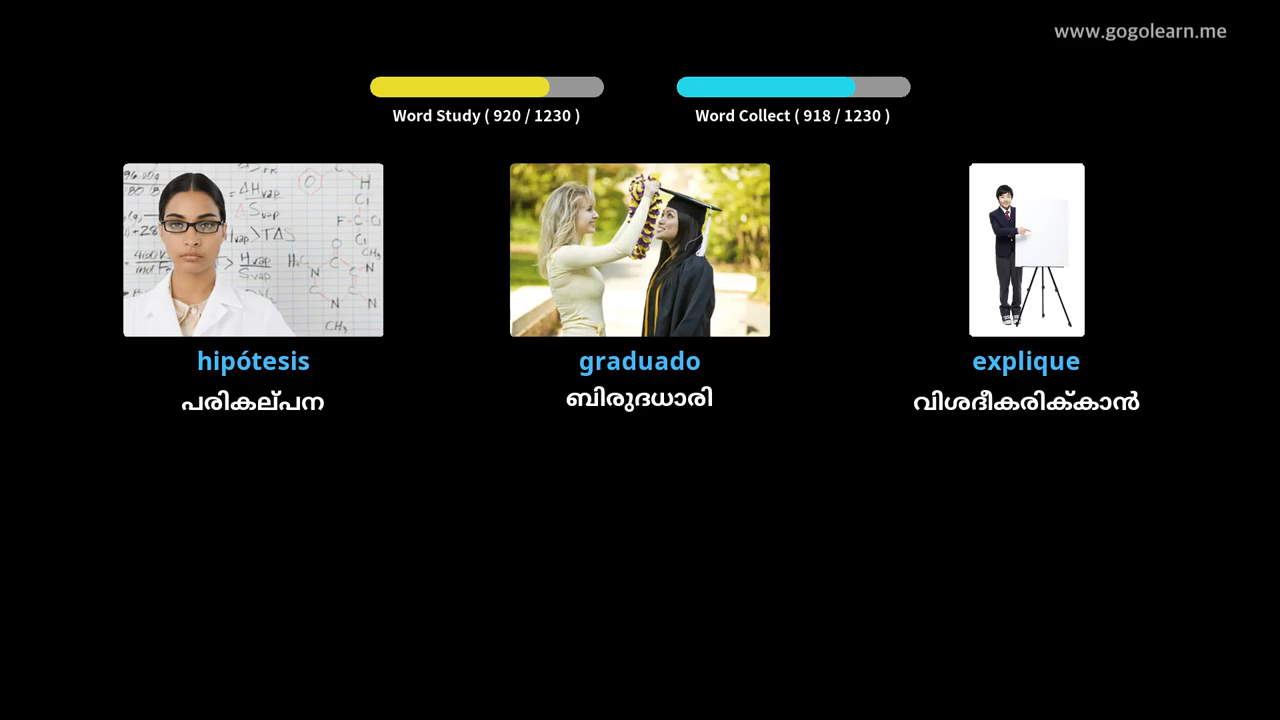 www.gogolearn.me
Word Study ( 920 / 1230 )
Word Collect ( 918 / 1230 )
hipótesis
graduado
explique
പരികല്പന
ബിരുദധാരി
വിശദീകരിക്കാൻ